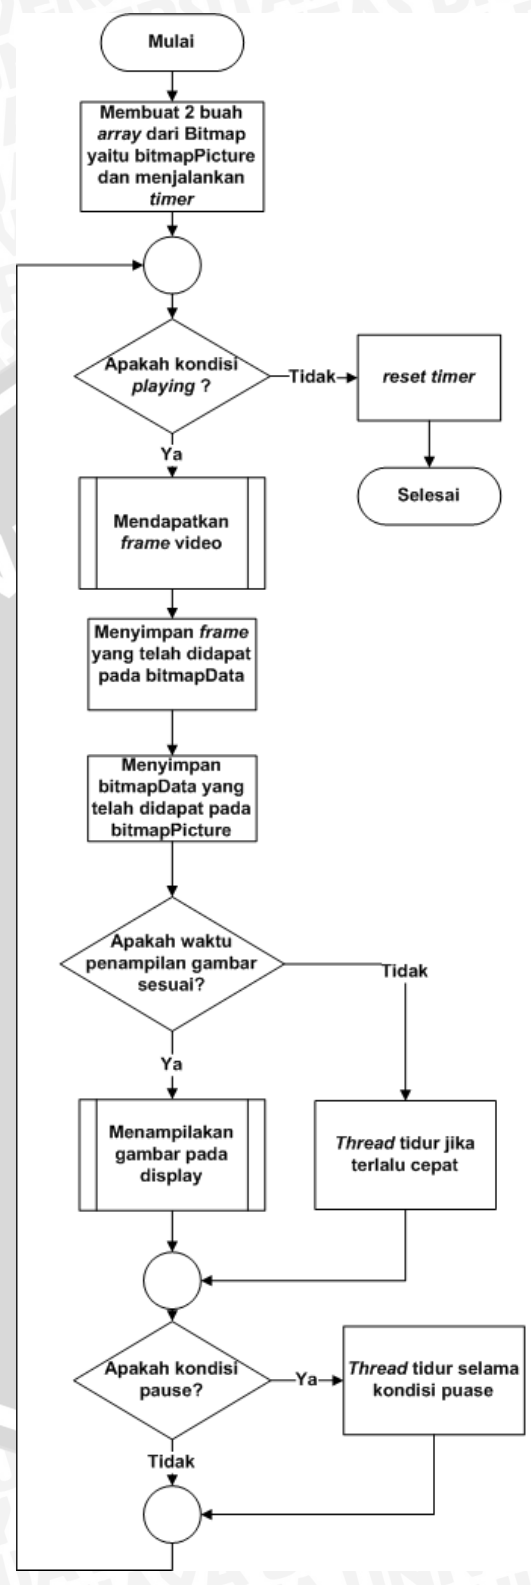 Mulai
Membuat 2 buah
array dari Bitmap
yaitu bitmapPicture
dan menjalankan
timer
Apakah kondisi
playing ?
Tidak
reset timer
Selesai
Ya
Mendapatkan
frame video
Menyimpan frame
yang telah didapat
pada bitmapData
Menyimpan
bitmapData yang
telah didapat pada
bitmapPicture
Apakah waktu
penampilan gambar
sesuai?
Tidak
Ya
Menampilakan
gambar pada
display
Thread tidur jika
terlalu cepat
Apakah kondisi
pause?
Ya
Thread tidur selama
kondisi puase
Tidak